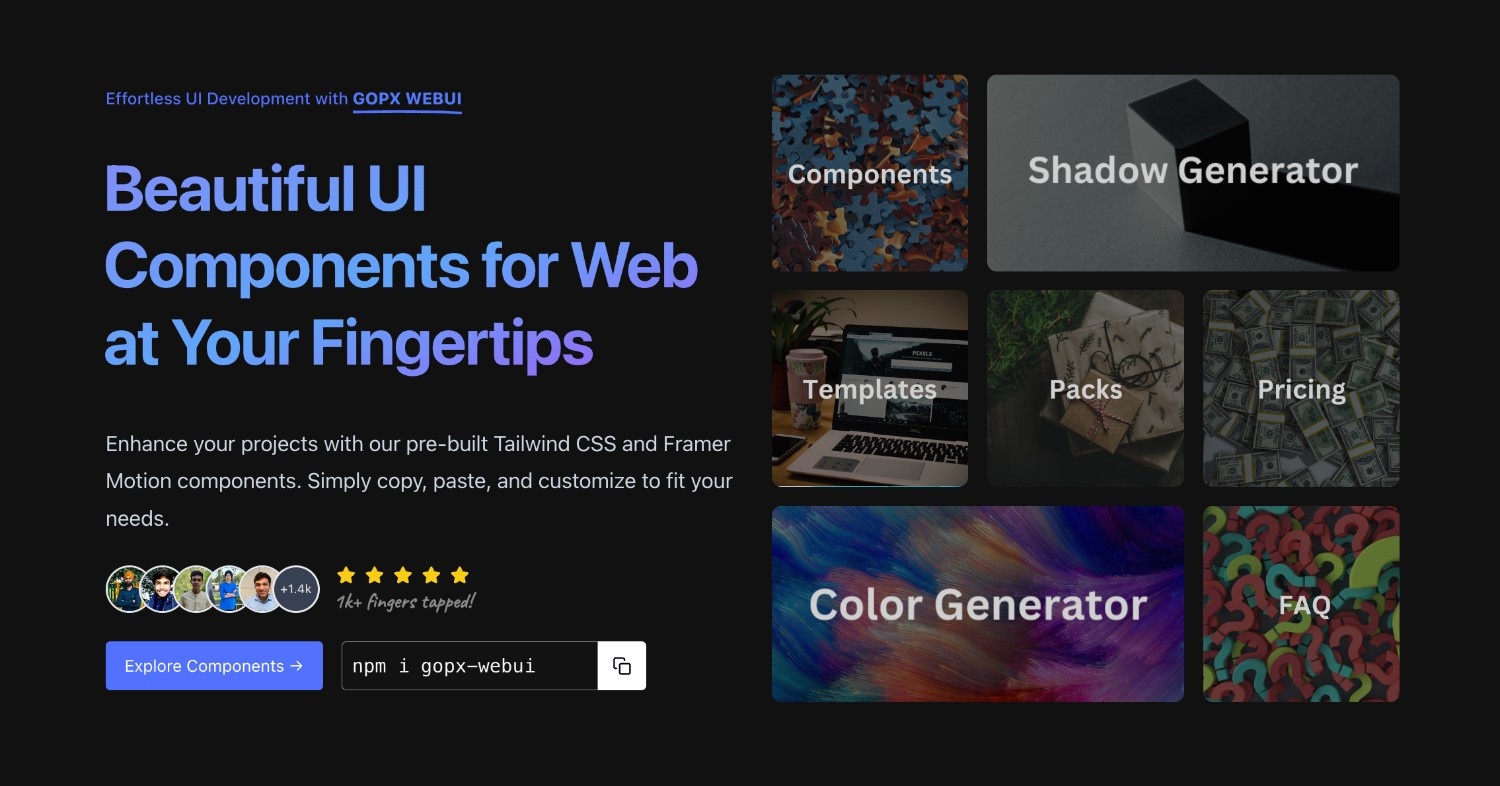 Effortless UI Development with GOPX WEBUI
Beautiful UI
Components for Web
at Your Fingertips
Enhance your projects with our pre-built Tailwind CSS and Framer
Motion components. Simply copy, paste, and customize to fit your
needs.
+1.4k
1k+ fingers tapped!
Explore Components →
npm i gopx-webui
Components
Shadow Generator
Templates
PEXELS
Packs
Pricing
Color Generator
FAQ